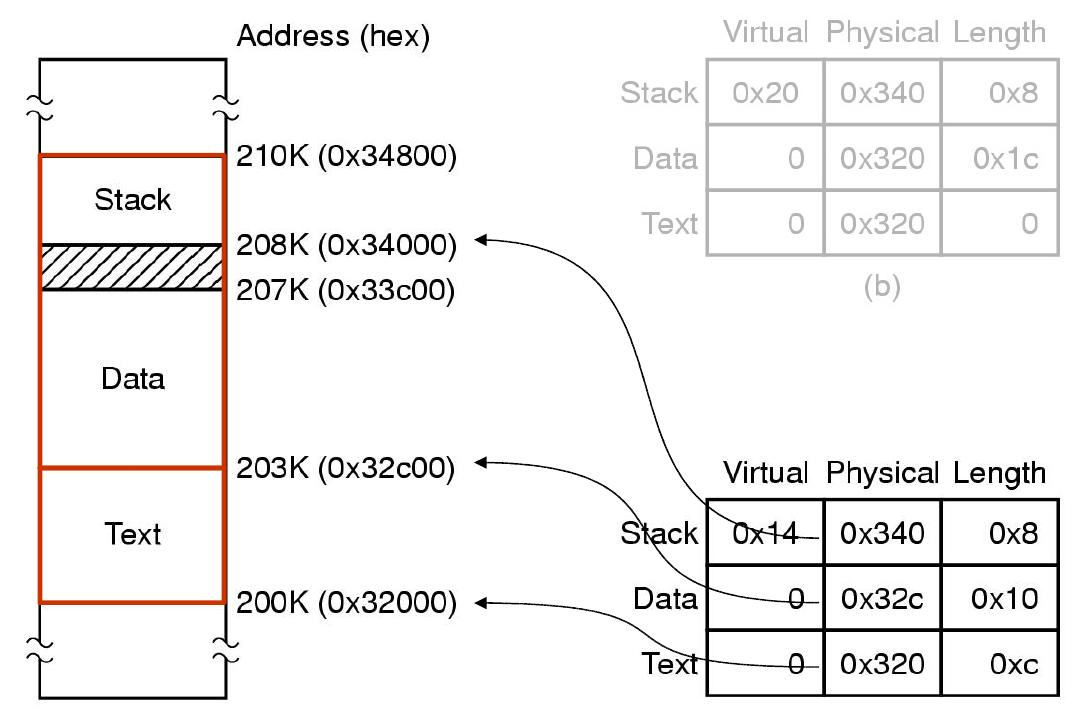 Address (hex)
210K (0x34800)
Stack
208K (0x34000)
207K (0x33c00)
Data
203K (0x32c00)
Text
200K (0x32000)
Virtual Physical Length
Stack 0x20 0x340 0x8
Data 0 0x320 0x1c
Text 0 0x320 0
(b)
Virtual Physical Length
Stack 0x14 0x340 0x8
Data 0 0x32c 0x10
Text 0 0x320 0xc